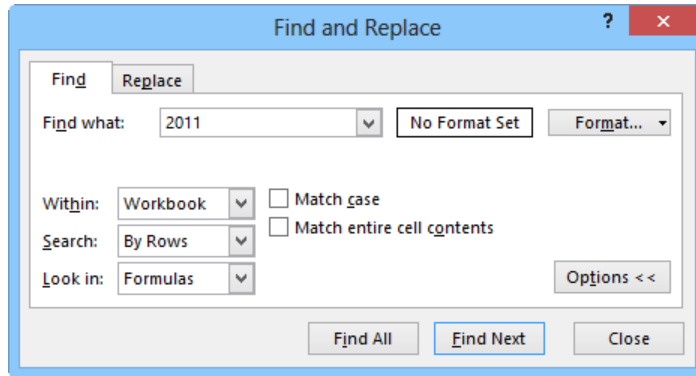 Find and Replace ? ×
Find Replace
Find what: 2011 No Format Set Format...
Within: Workbook Match case
Match entire cell contents
Search: By Rows
Look in: Formulas Options <<
Find All Find Next Close